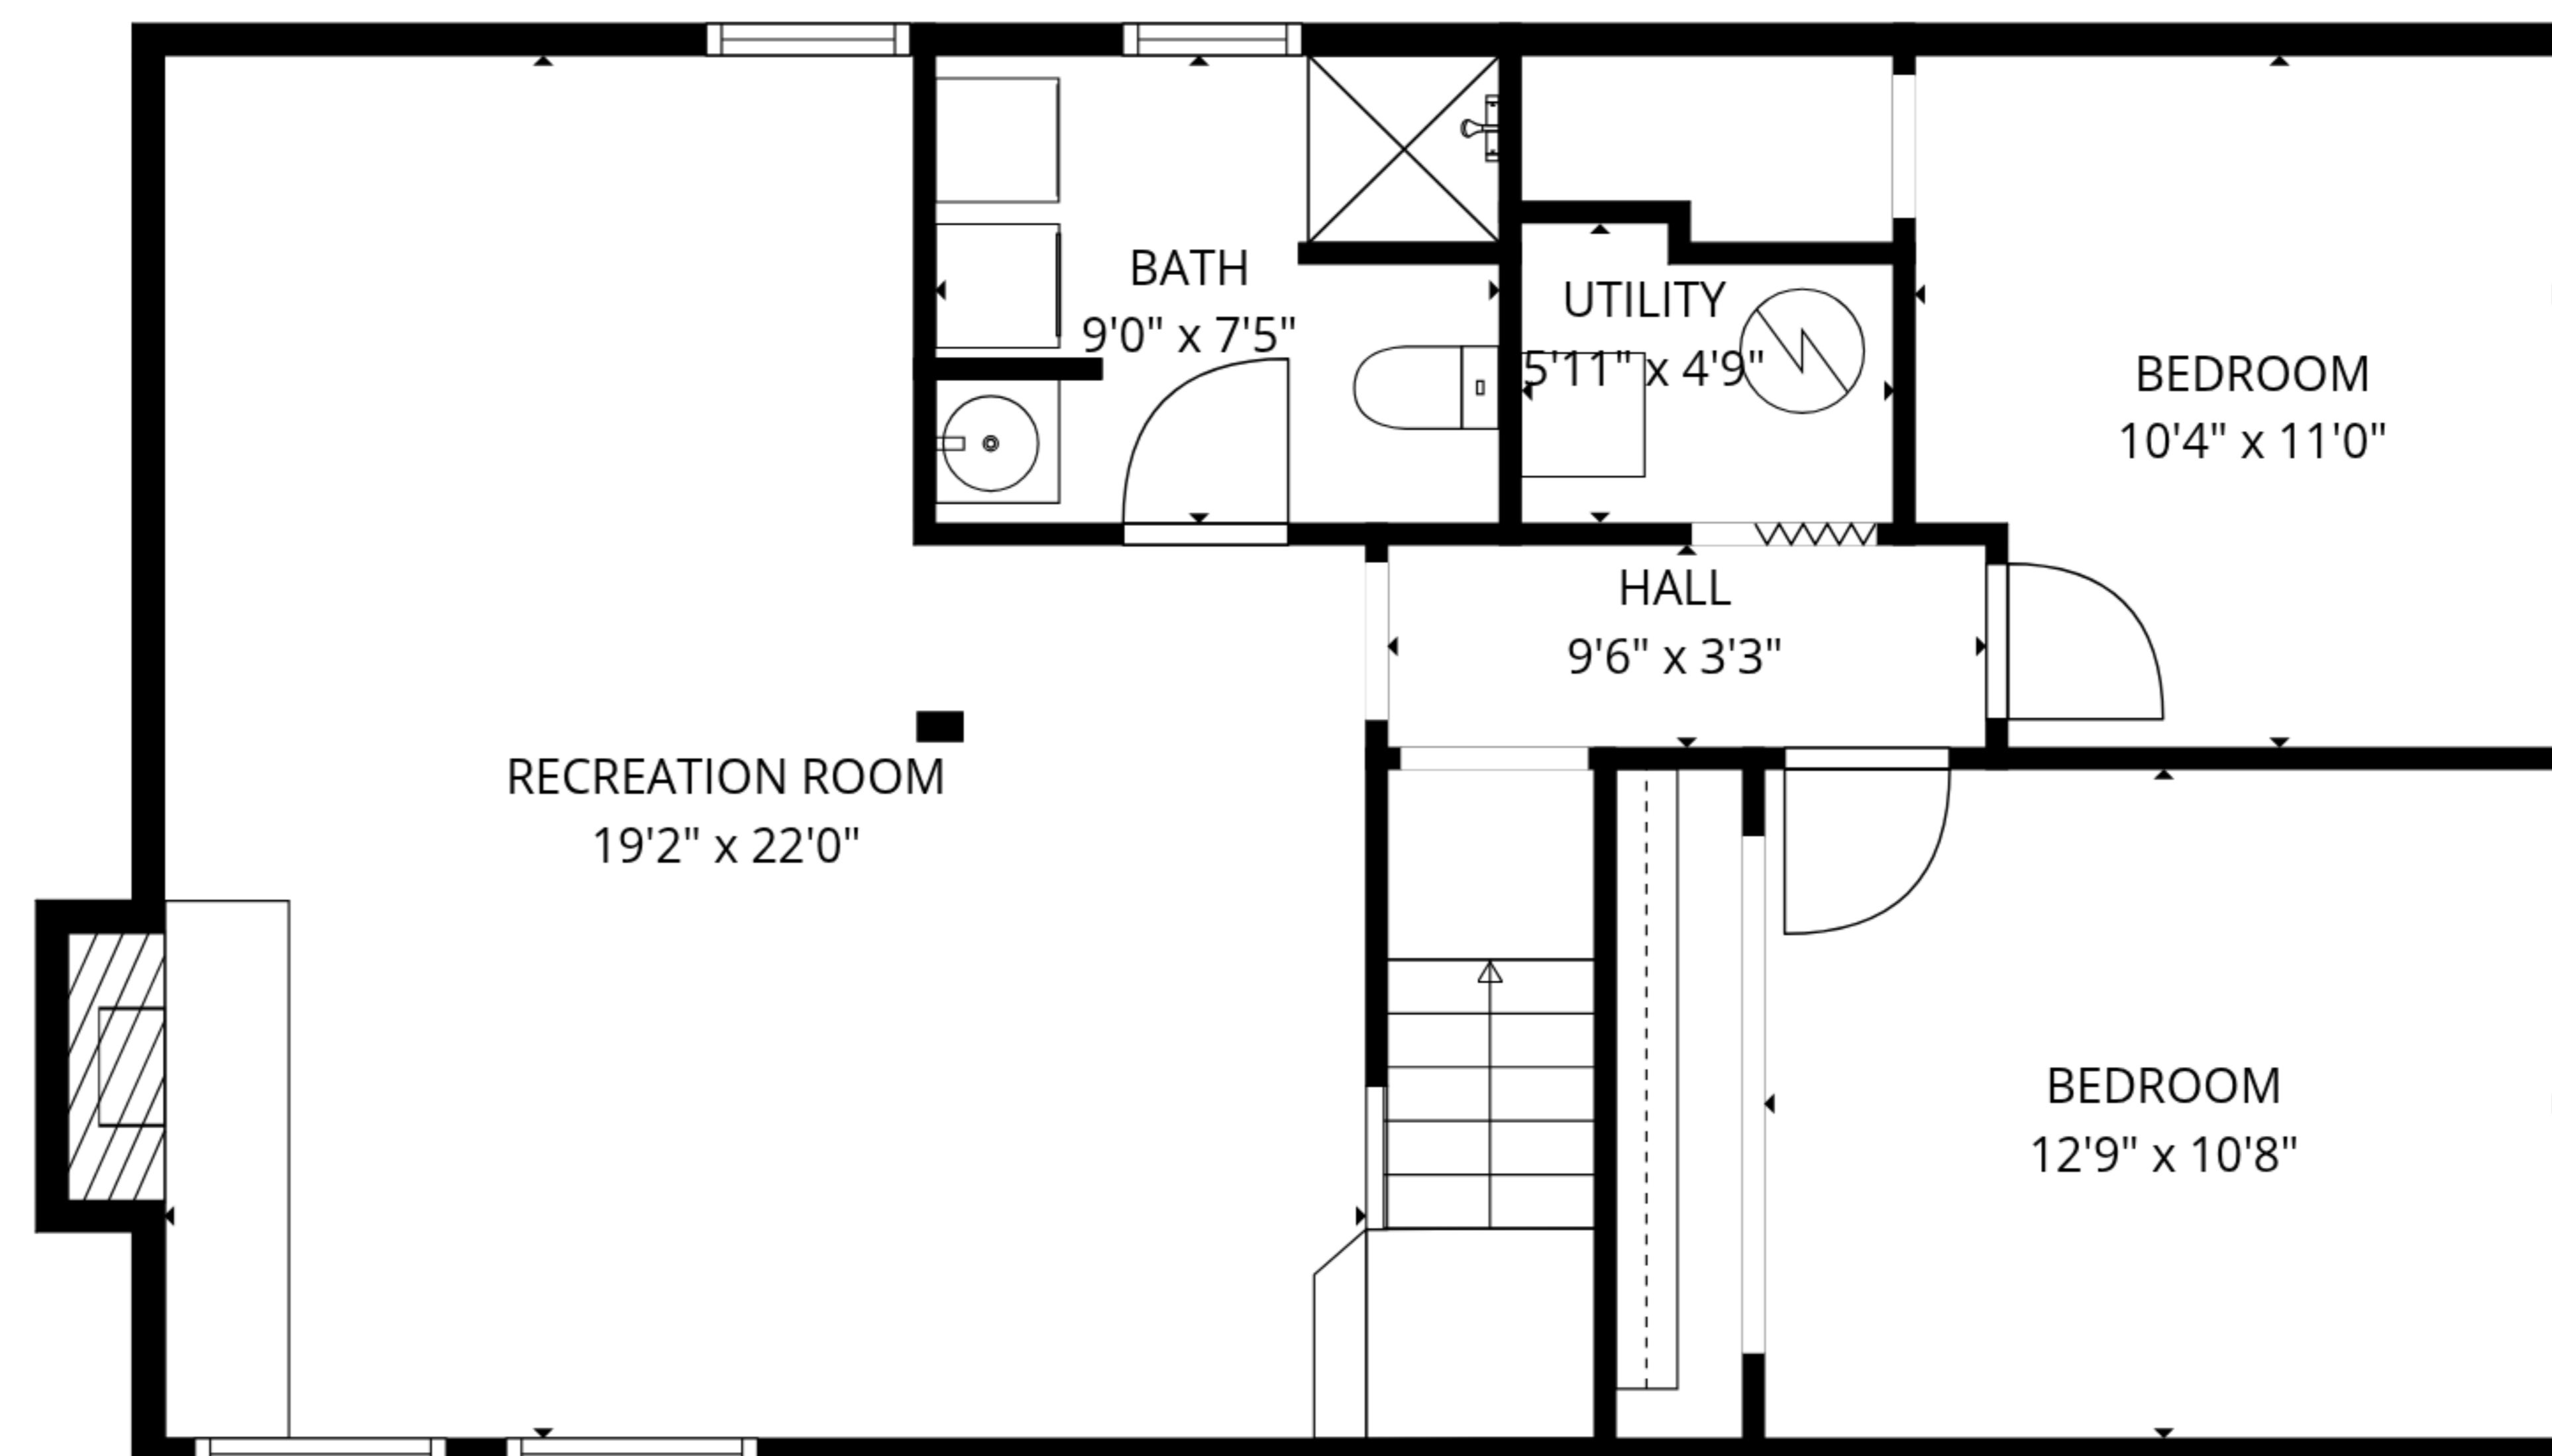 BATH
9'0" x 7'5"
UTILITY
5'11" x 4'9"
BEDROOM
10'4" x 11'0"
HALL
9'6" x 3'3"
RECREATION ROOM
19'2" x 22'0"
BEDROOM
12'9" x 10'8"